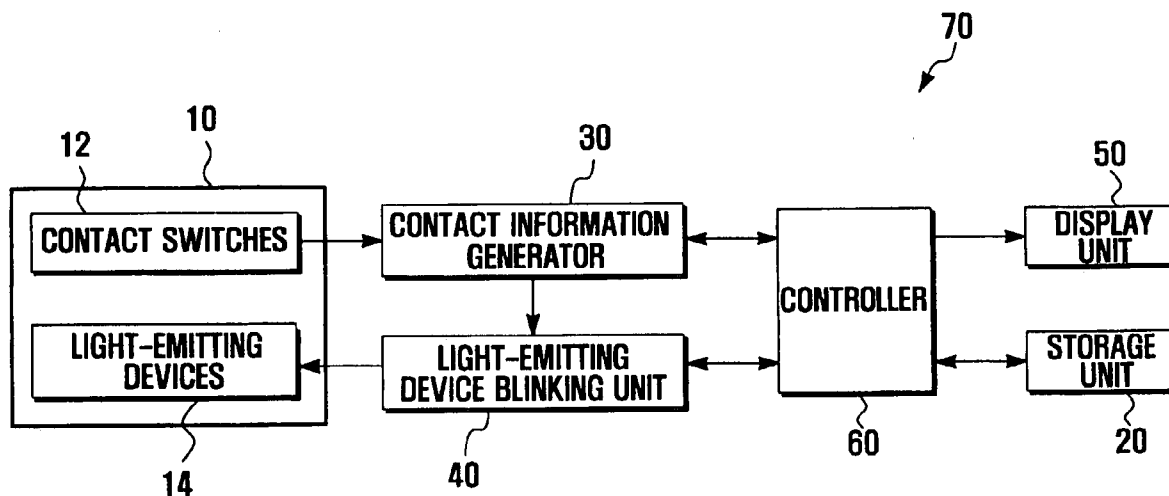 70
10
12
30
50
CONTACT SWITCHES
CONTACT INFORMATION
GENERATOR
CONTROLLER
DISPLAY
UNIT
LIGHT-EMITTING
DEVICES
LIGHT-EMITTING
DEVICE BLINKING UNIT
STORAGE
UNIT
14
40
60
20